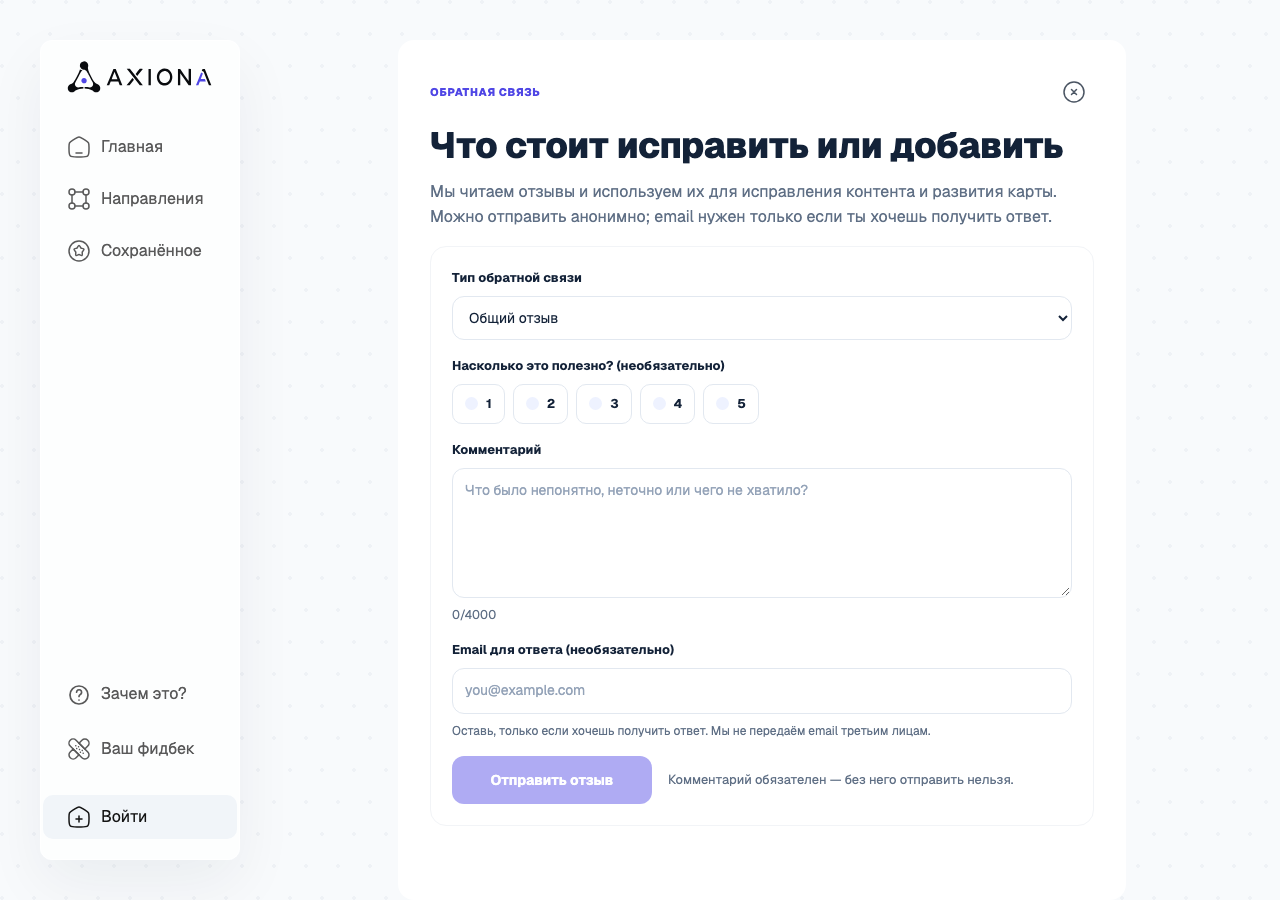 AXIONA
Главная
Направления
Сохранённое
Зачем это?
Ваш фидбек
Войти
ОБРАТНАЯ СВЯЗЬ
Что стоит исправить или добавить
Мы читаем отзывы и используем их для исправления контента и развития карты.
Можно отправить анонимно; email нужен только если ты хочешь получить ответ.
Тип обратной связи
Общий отзыв
Насколько это полезно? (необязательно)
1 2 3 4 5
Комментарий
Что было непонятно, неточно или чего не хватило?
0/4000
Email для ответа (необязательно)
you@example.com
Оставь, только если хочешь получить ответ. Мы не передаём email третьим лицам.
Отправить отзыв
Комментарий обязателен — без него отправить нельзя.